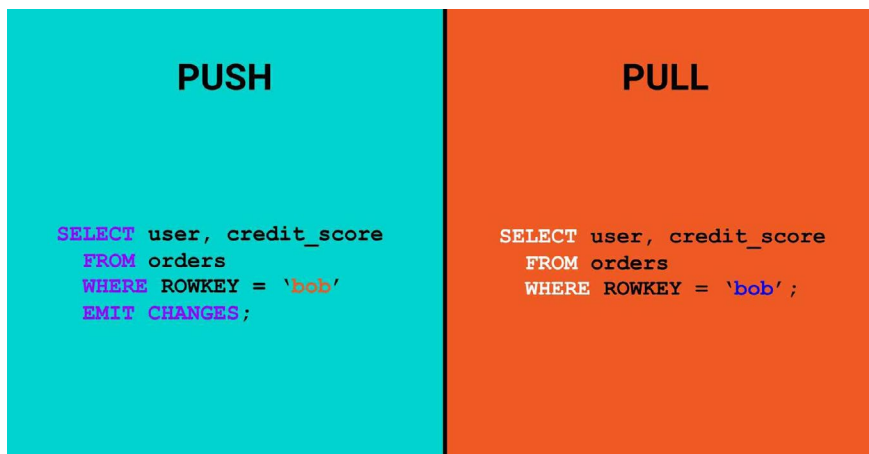 PUSH
SELECT user, credit_score
FROM orders
WHERE ROWKEY = ‘bob’
EMIT CHANGES;
PULL
SELECT user, credit_score
FROM orders
WHERE ROWKEY = ‘bob’;